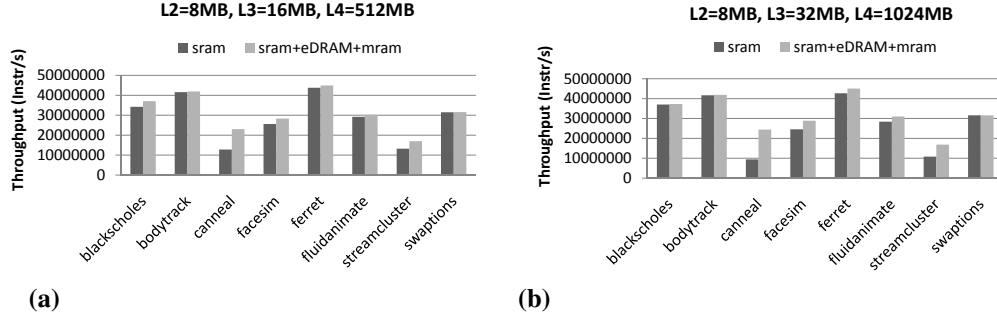 L2=8MB, L3=16MB, L4=512MB
sram sram+eDRAM+mram
Throughput (Instr/s)
50000000
40000000
30000000
20000000
10000000
0
blackscholes
bodytrack
canneal
facesim
ferret
fluidanimate
streamcluster
swaptions
(a)
L2=8MB, L3=32MB, L4=1024MB
sram sram+eDRAM+mram
Throughput (Instr/s)
50000000
40000000
30000000
20000000
10000000
0
blackscholes
bodytrack
canneal
facesim
ferret
fluidanimate
streamcluster
swaptions
(b)